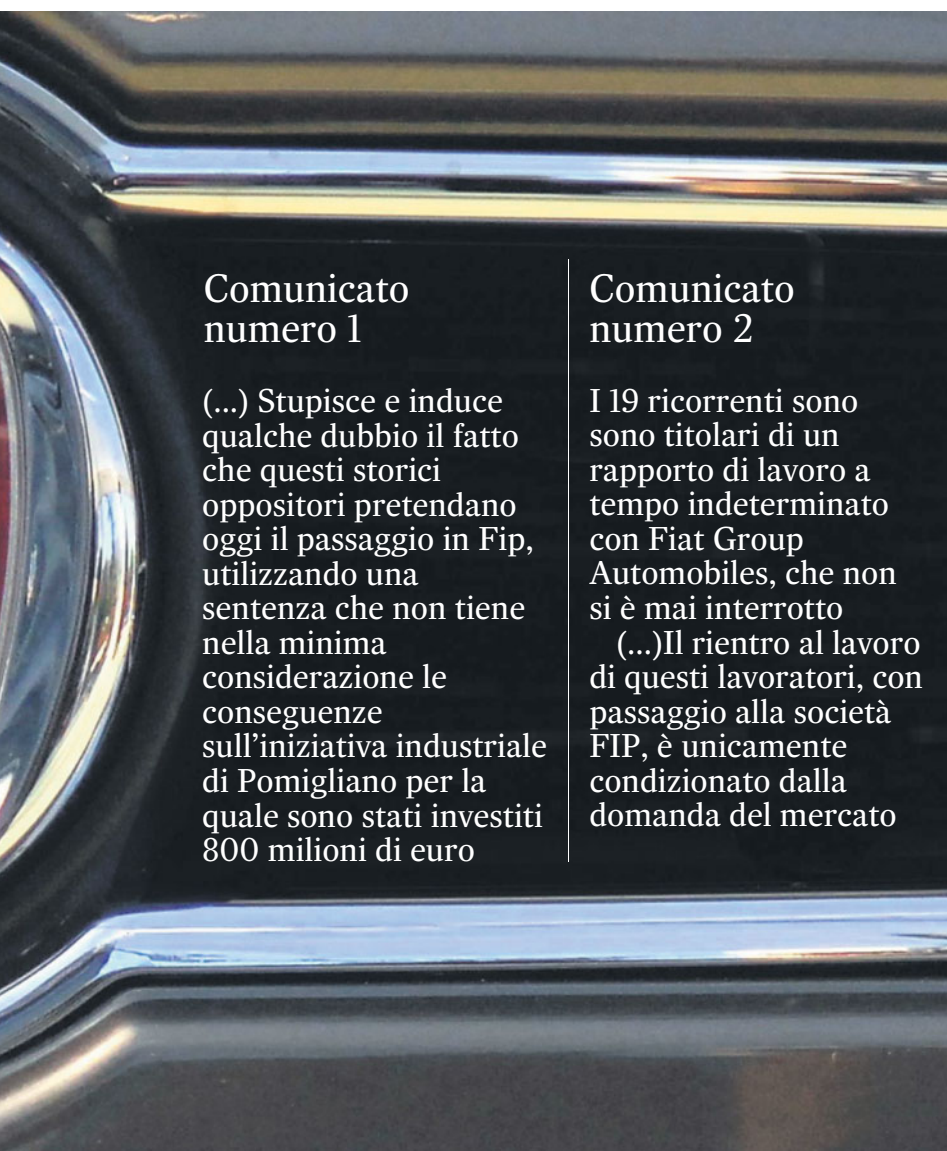 Comunicato
numero 1
(...) Stupisce e induce
qualche dubbio il fatto
che questi storici
oppositori pretendano
oggi il passaggio in Fip,
utilizzando una
sentenza che non tiene
nella minima
considerazione le
conseguenze
sull'iniziativa industriale
di Pomigliano per la
quale sono stati investiti
800 milioni di euro
Comunicato
numero 2
I 19 ricorrenti sono
sono titolari di un
rapporto di lavoro a
tempo indeterminato
con Fiat Group
Automobiles, che non
si è mai interrotto
(...)Il rientro al lavoro
di questi lavoratori, con
passaggio alla società
FIP, è unicamente
condizionato dalla
domanda del mercato